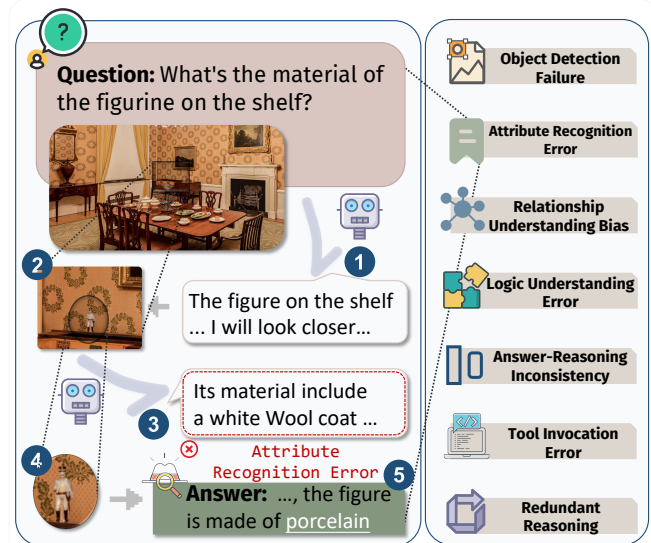 ?
Question: What's the material of
the figurine on the shelf?
1
2
The figure on the shelf
... I will look closer...
Its material include
a white Wool coat ...
3
4
Attribute
Recognition Error
5
Answer: ..., the figure
is made of porcelain
Object Detection
Failure
Attribute Recognition
Error
Relationship
Understanding Bias
Logic Understanding
Error
Answer-Reasoning
Inconsistency
</>
Tool Invocation
Error
Redundant
Reasoning